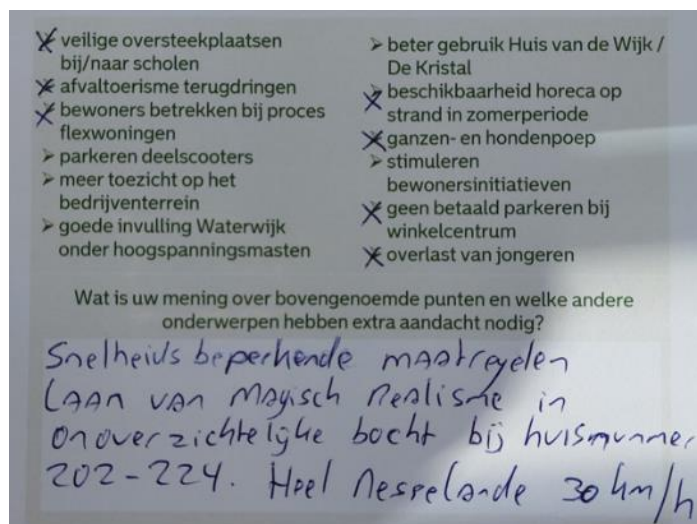 veilige oversteekplaatsen
bij/naar scholen
afvaltoerisme terugdringen
bewoners betrekken bij proces
flexwoningen
➢ parkeren deelscooters
➢ meer toezicht op het
bedrijventerrein
➢ goede invulling Waterwijk
onder hoogspanningsmasten
➢ beter gebruik Huis van de Wijk /
De Kristal
beschikbaarheid horeca op
strand in zomerperiode
ganzen- en hondenpoep
➢ stimuleren
bewonersinitiatieven
geen betaald parkeren bij
winkelcentrum
overlast van jongeren
Wat is uw mening over bovengenoemde punten en welke andere
onderwerpen hebben extra aandacht nodig?
Snelheids beperkende maatregelen
Laan van Magisch Realisme in
onoverzichtelijke bocht bij huisnummer
202-224. Heel Nesselande 30 km/h